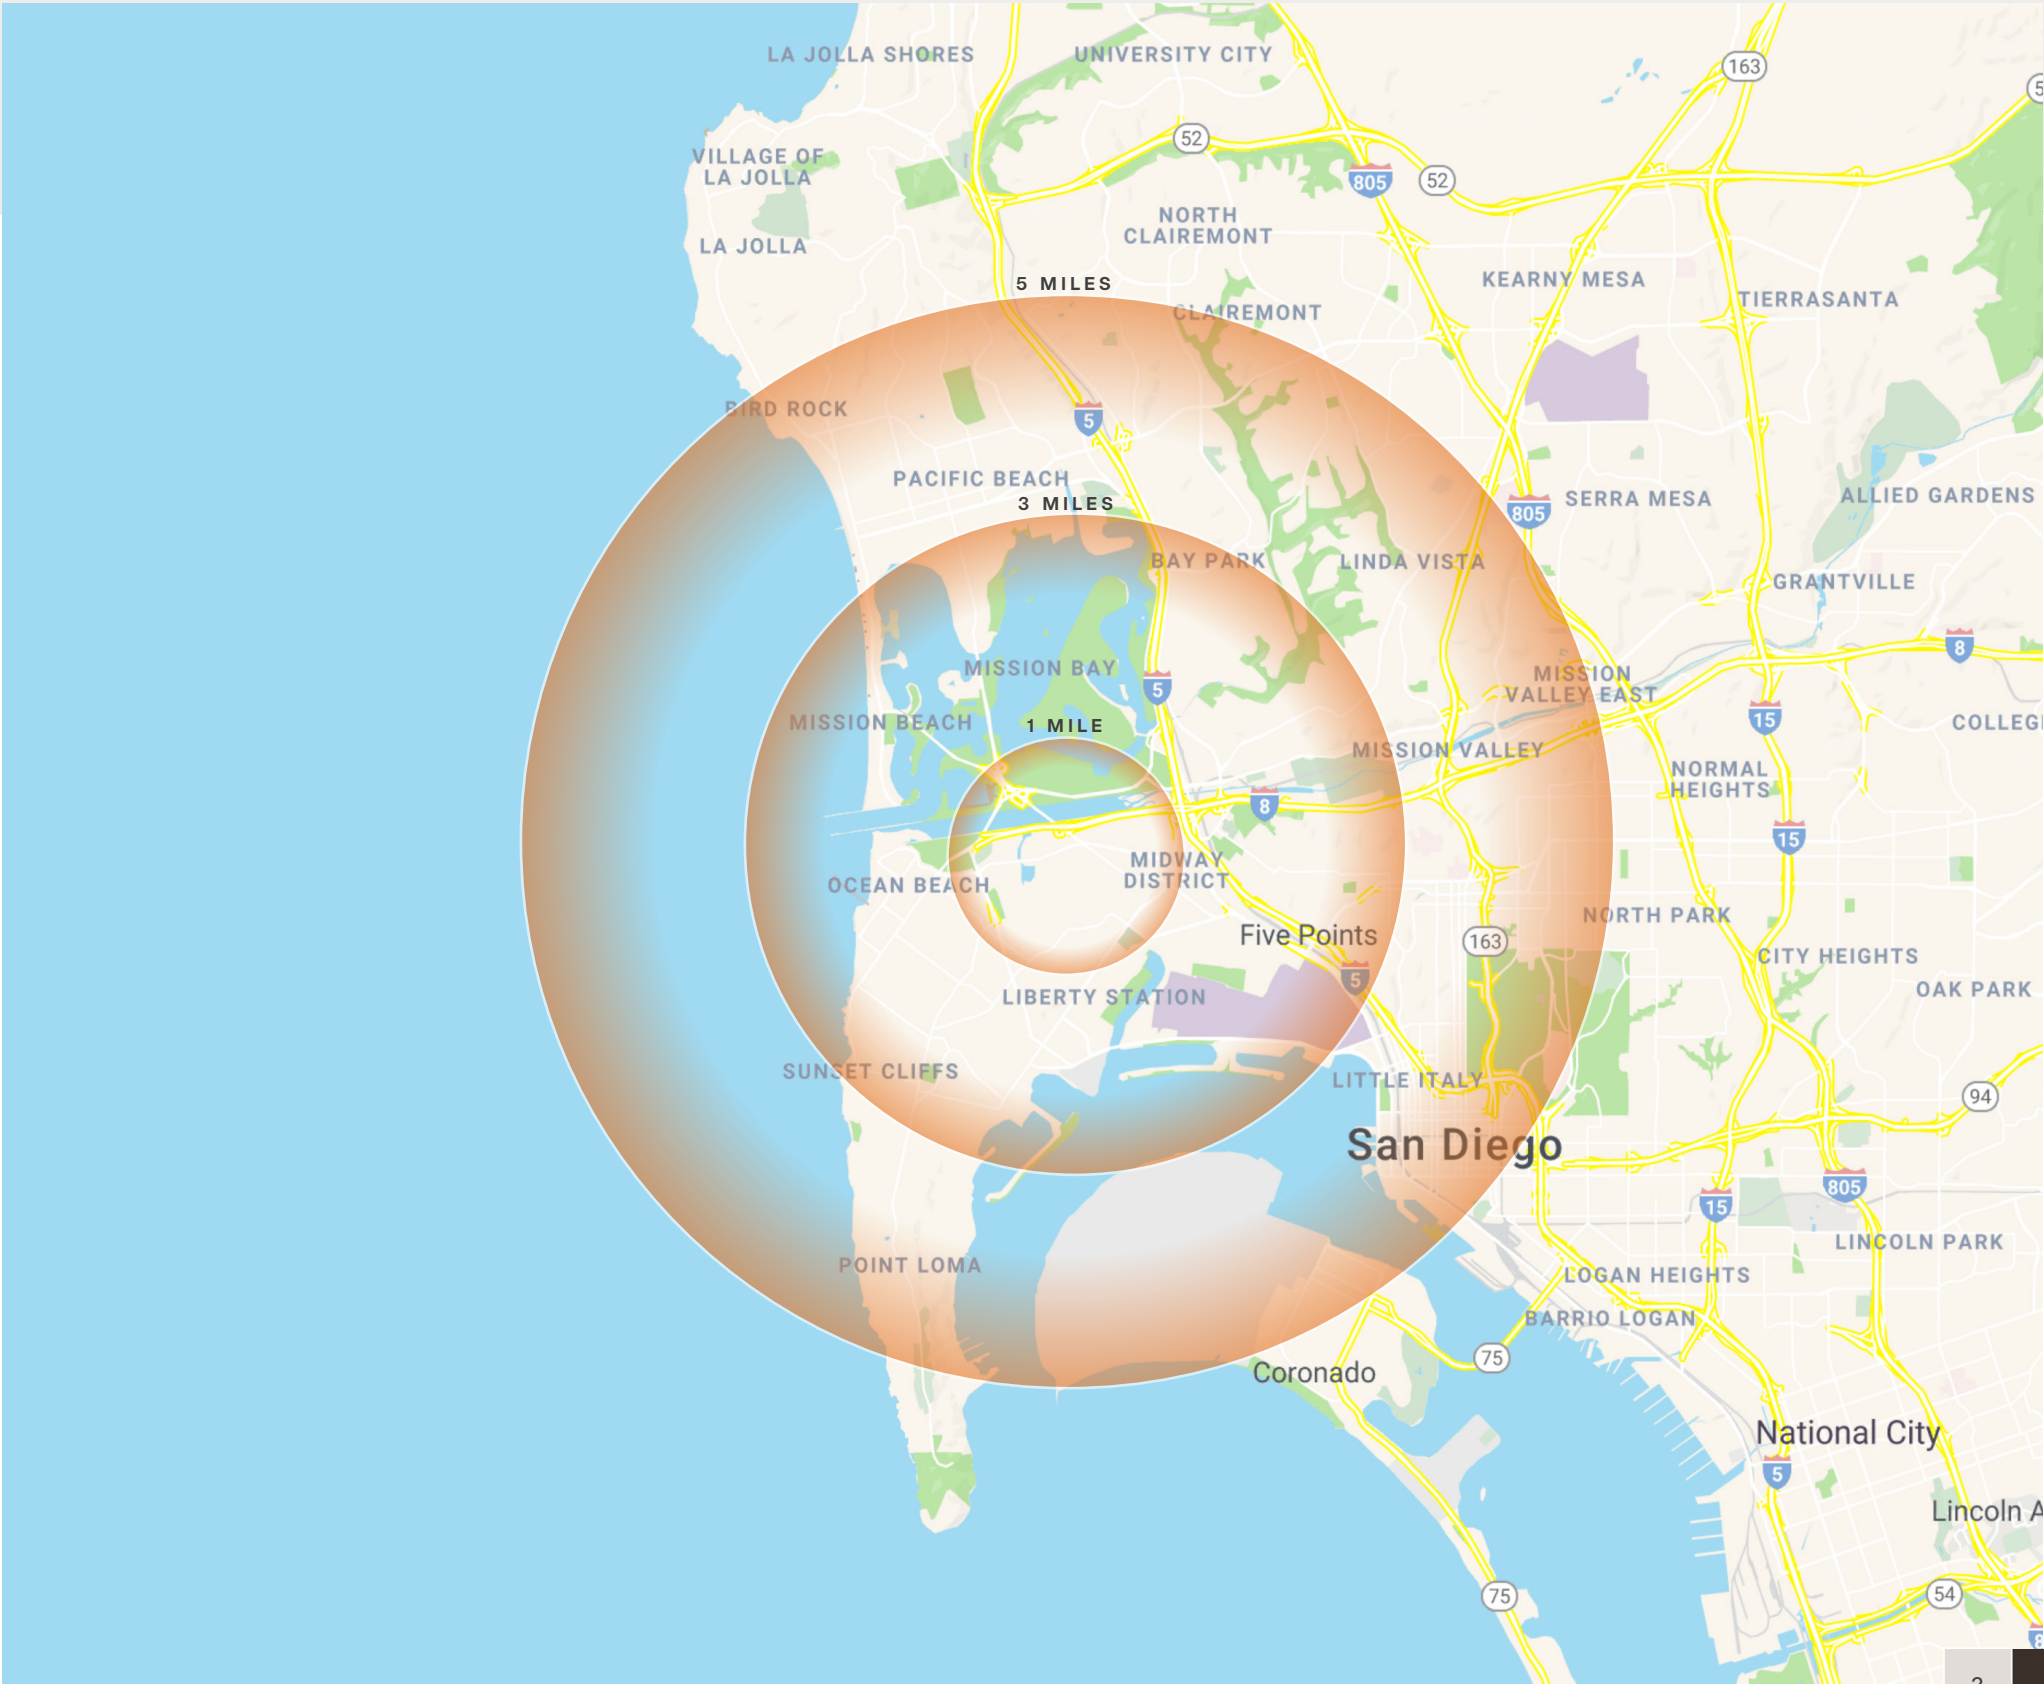 LA JOLLA SHORES
UNIVERSITY CITY
163
52
VILLAGE OF
LA JOLLA
805
52
NORTH
CLAIREMONT
LA JOLLA
KEARNY MESA
5 MILES
TIERRASANTA
CLAIREMONT
BIRD ROCK
5
PACIFIC BEACH
3 MILES
805
SERRA MESA
ALLIED GARDENS
BAY PARK
LINDA VISTA
GRANTVILLE
8
MISSION BAY
5
MISSION
VALLEY EAST
15
MISSION BEACH
1 MILE
MISSION VALLEY
NORMAL
HEIGHTS
8
15
MIDWAY
DISTRICT
OCEAN BEACH
NORTH PARK
Five Points
163
CITY HEIGHTS
5
OAK PARK
LIBERTY STATION
SUNSET CLIFFS
LITTLE ITALY
94
San Diego
805
15
LINCOLN PARK
POINT LOMA
LOGAN HEIGHTS
BARRIO LOGAN
75
Coronado
National City
5
Lincoln A
75
54